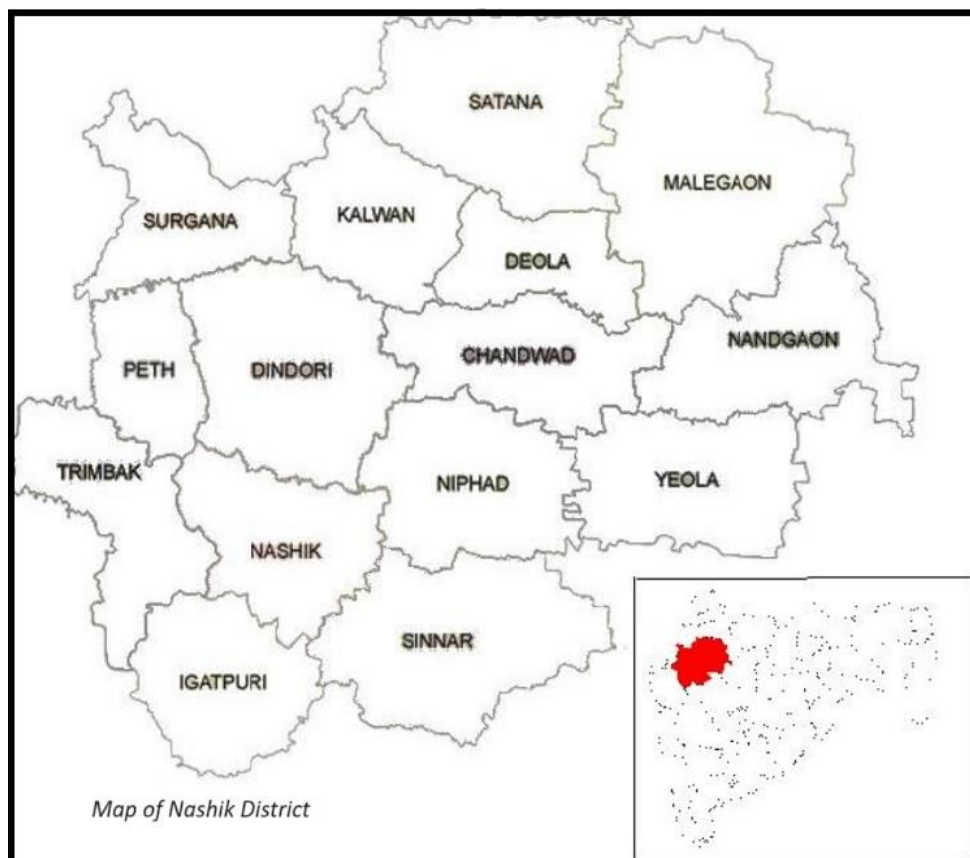 SATANA
MALEGAON
SURGANA
KALWAN
DEOLA
NANDGAON
CHANDWAD
PETH
DINDORI
TRIMBAK
NIPHAD
YEOLA
NASHIK
SINNAR
IGATPURI
Map of Nashik District